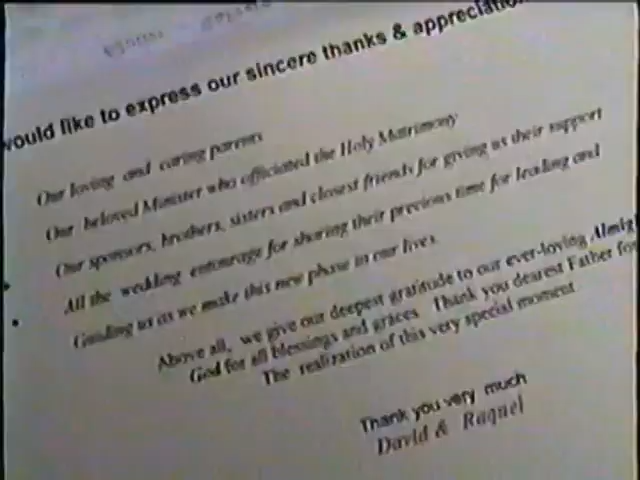 would like to express our sincere thanks & appreciation
Our loving and caring parents
Our beloved Minister who officiated the Holy Matrimony
Our sponsors, brothers, sisters and closest friends for giving us their support
All the wedding entourage for sharing their precious time for leading and
Guiding us as we make this new phase in our lives.
Above all, we give our deepest gratitude to our ever-loving Almig
God for all blessings and graces. Thank you dearest Father for
The realization of this very special moment
Thank you very much
David & Raquel